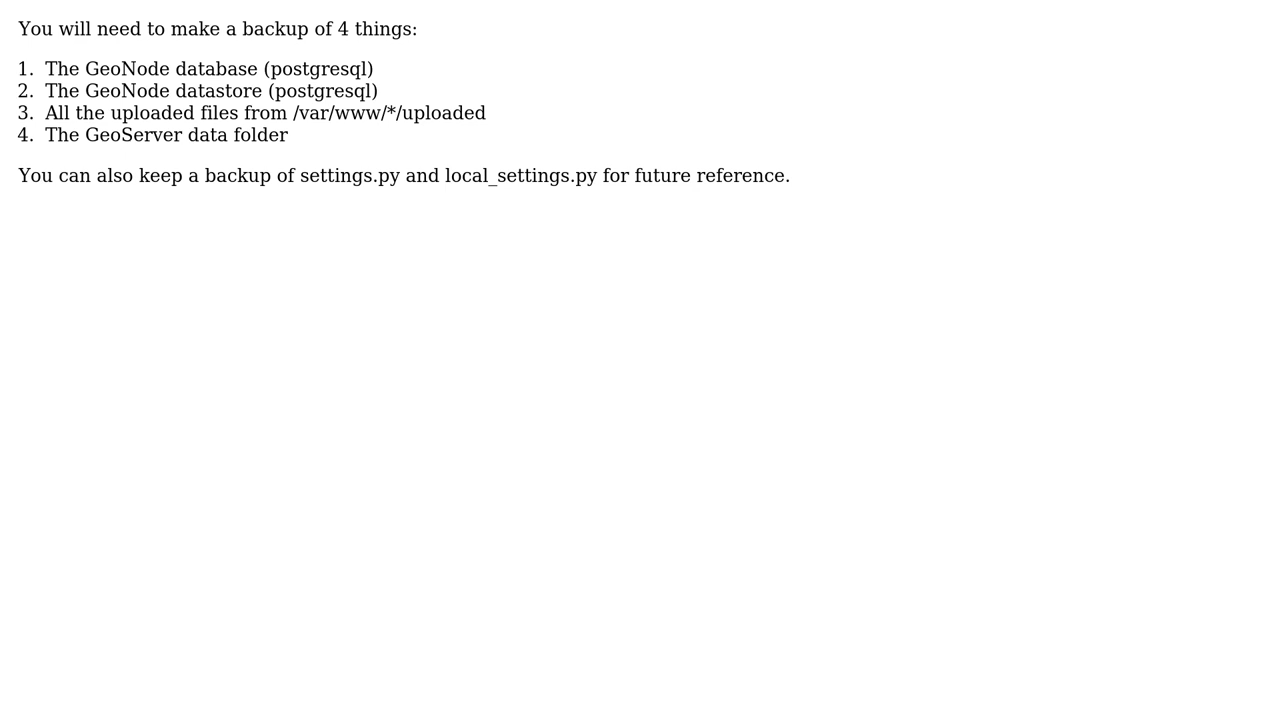 You will need to make a backup of 4 things:
1. The GeoNode database (postgresql)
2. The GeoNode datastore (postgresql)
3. All the uploaded files from /var/www/*/uploaded
4. The GeoServer data folder
You can also keep a backup of settings.py and local_settings.py for future reference.